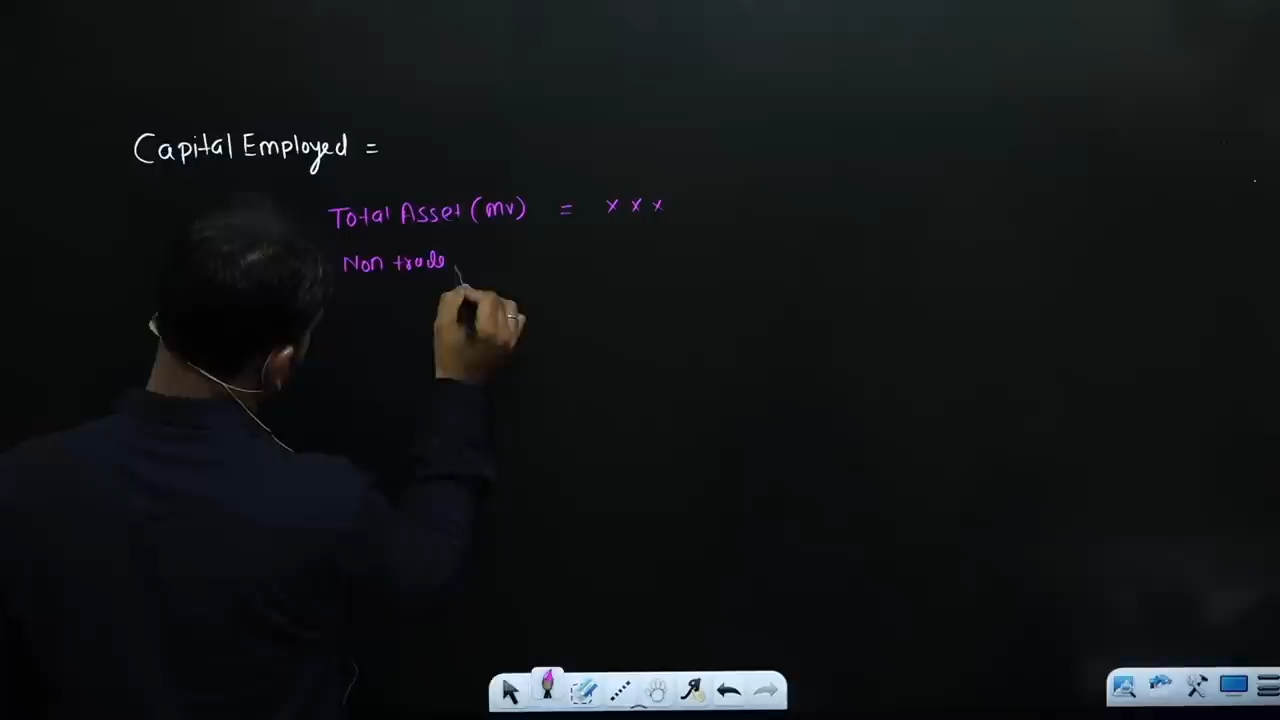 Capital Employed =
Total Asset (mv) = x x x
Non trade